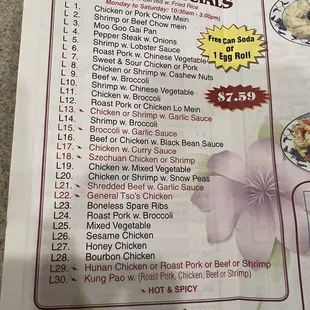 Served w. Fried Rice
Monday to Saturday: 10:30am - 3:00pm)
L 1. Chicken or Pork Chow Mein
L 2. Shrimp or Beef Chow mein
L 3. Moo Goo Gai Pan
L 4. Pepper Steak w. Onions
L 5. Shrimp w. Lobster Sauce
L 6. Roast Pork w. Chinese Vegetable
L 7. Sweet & Sour Chicken or Pork
L 8. Chicken or Shrimp w. Cashew Nuts
L 9. Beef w. Broccoli
L10. Shrimp w. Chinese Vegetable
L11. Chicken w. Broccoli
L12. Roast Pork or Chicken Lo Mein
L13. Chicken or Shrimp w. Garlic Sauce
L14. Shrimp w. Broccoli
L15. Broccoli w. Garlic Sauce
L16. Beef or Chicken w. Black Bean Sauce
L17. Chicken w. Curry Sauce
L18. Szechuan Chicken or Shrimp
L19. Chicken w. Mixed Vegetable
L20. Chicken or Shrimp w. Snow Peas
L21. Shredded Beef w. Garlic Sauce
L22. General Tso's Chicken
L23. Boneless Spare Ribs
L24. Roast Pork w. Broccoli
L25. Mixed Vegetable
L26. Sesame Chicken
L27. Honey Chicken
L28. Bourbon Chicken
L29. Hunan Chicken or Roast Pork or Beef or Shrimp
L30. Kung Pao w. (Roast Pork, Chicken, Beef or Shrimp)
HOT & SPICY
Free Can Soda
or
1 Egg Roll
$7.59